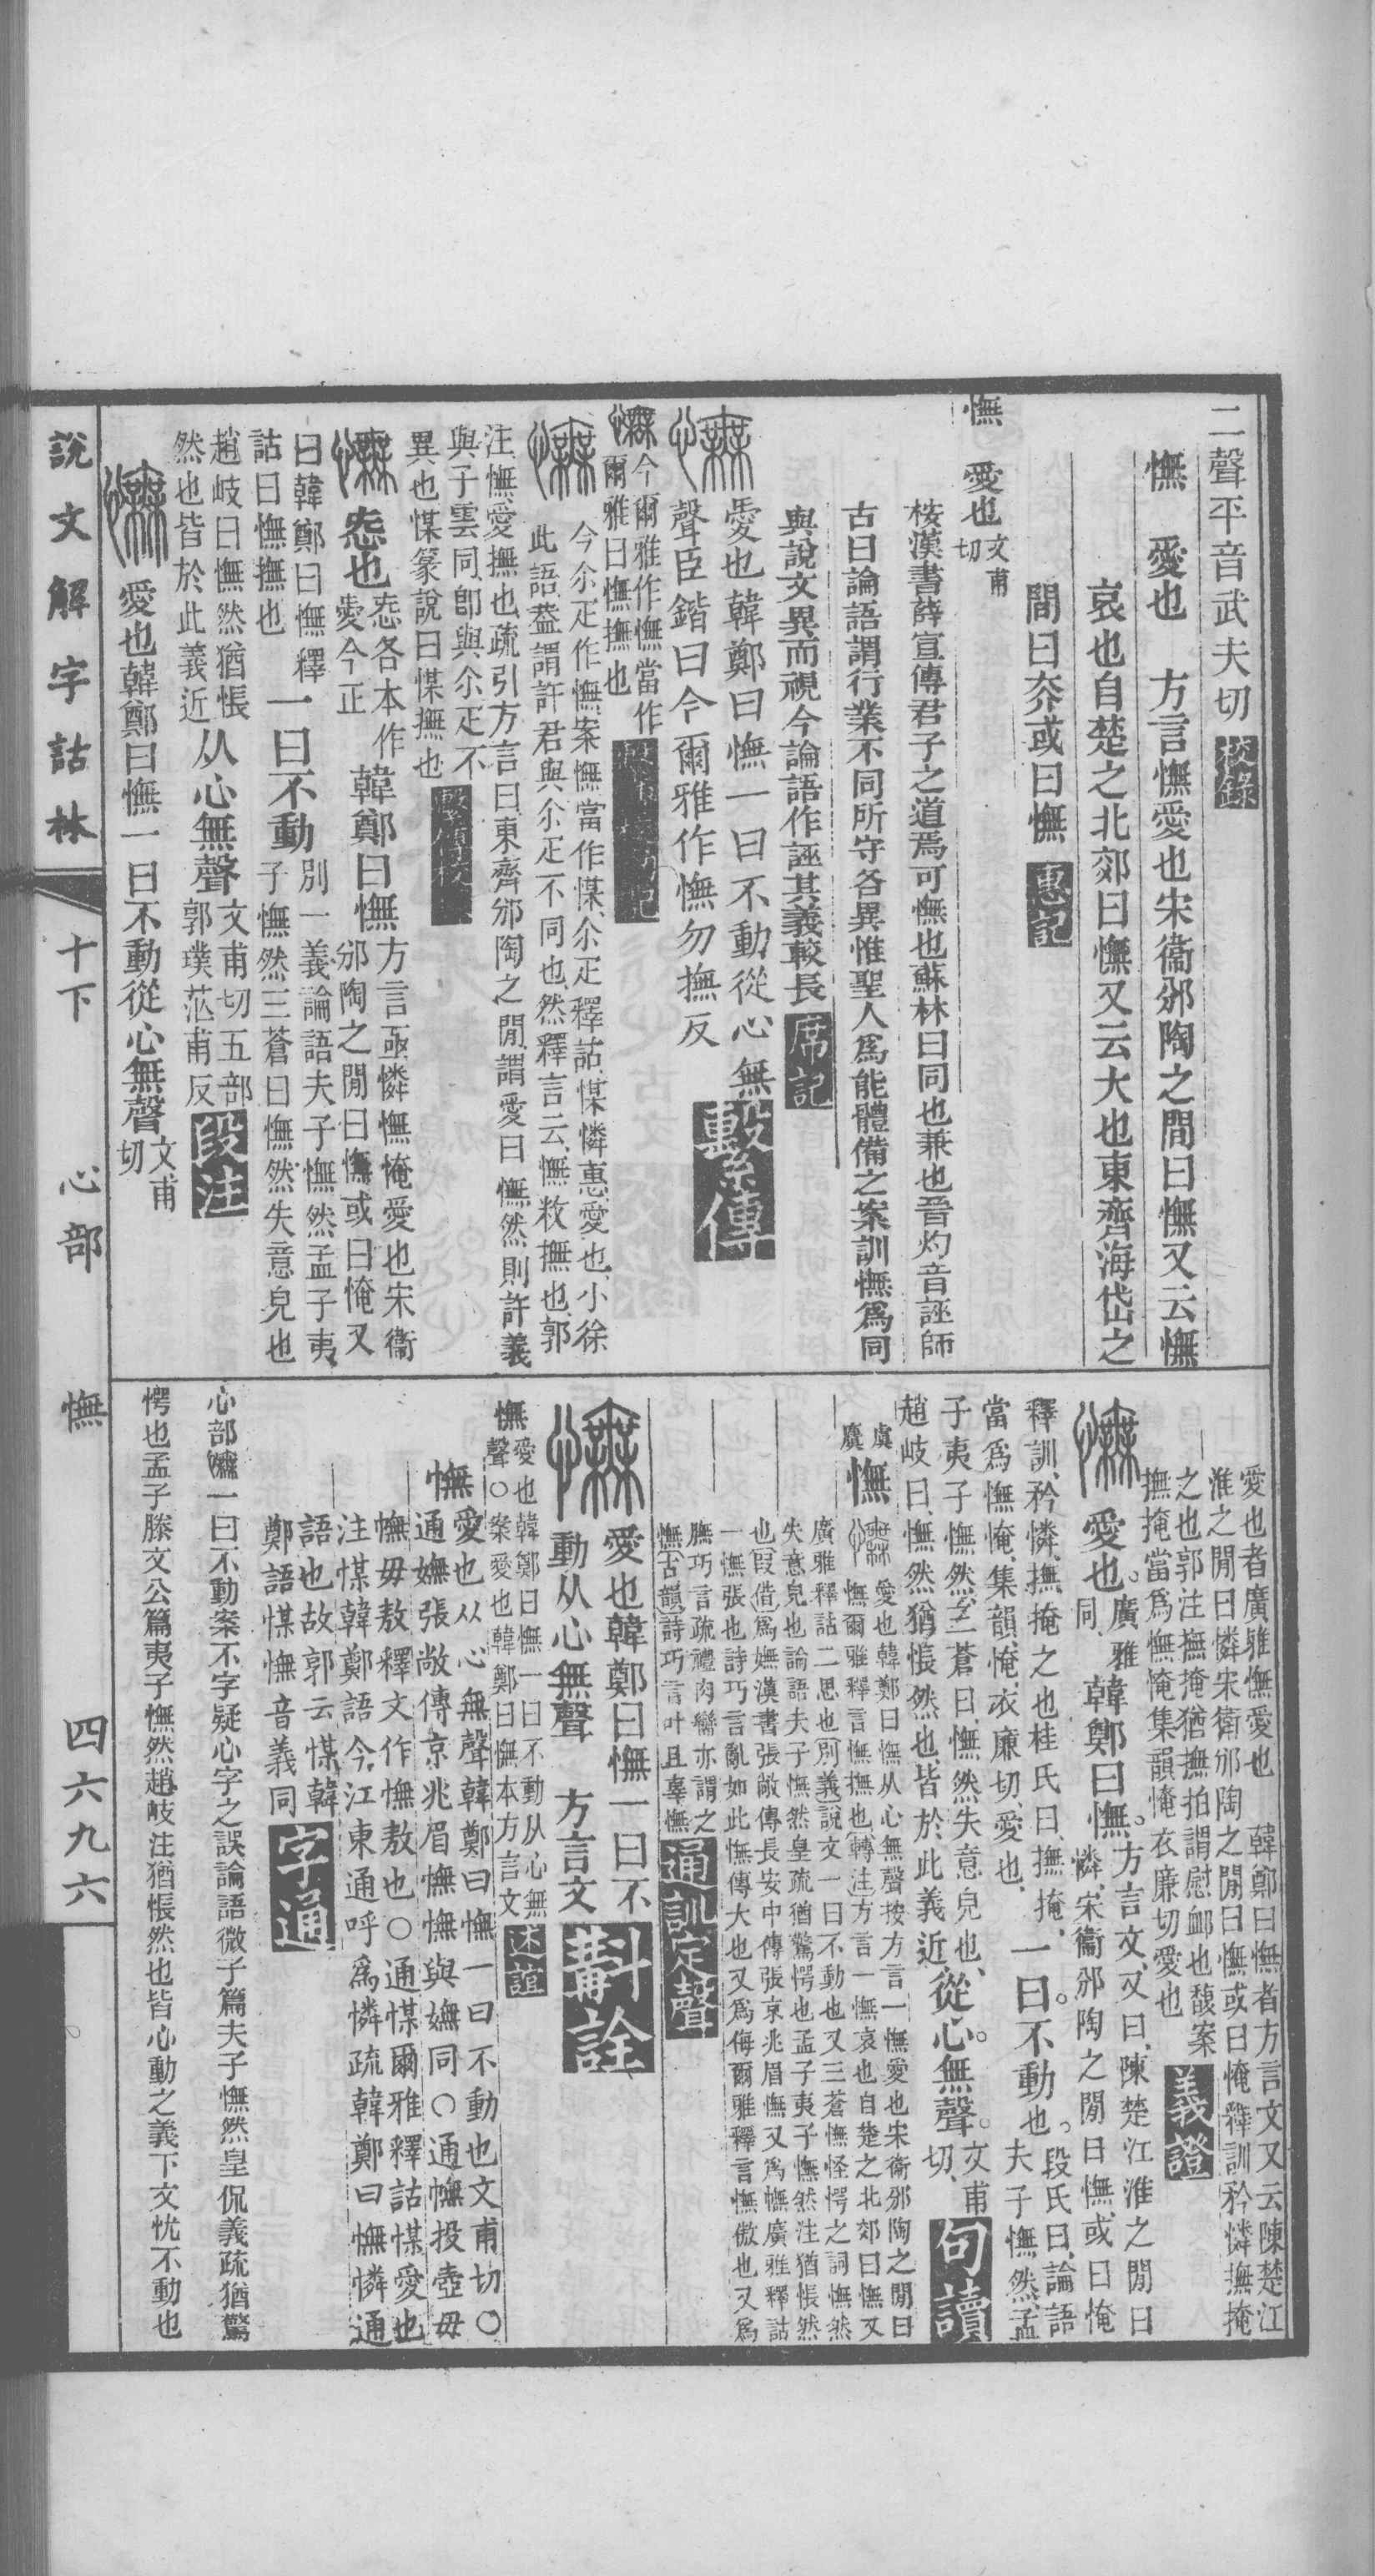 二聲平音武夫切 校錄
憮 愛也 方言憮愛也宋衞邠陶之間曰憮又云憮
哀也自楚之北郊曰憮又云大也東齊海岱之
間曰夰或曰憮 惠記
憮 愛也文甫切
桉漢書薛宣傳君子之道焉可憮也蘇林曰同也兼也晉灼音誣師
古曰論語謂行業不同所守各異惟聖人爲能體備之案訓憮爲同
與說文異而視今論語作誣其義較長 席記
憮 㤅也韓鄭曰憮一曰不動從心無
聲臣鍇曰今爾雅作憮勿撫反 繫傳
憮 今爾雅作憮當作
爾雅曰憮撫也
憮 今尒疋作憮案憮當作㦄尒疋釋詁㦄憐惠愛也小徐
此語葢謂許君與尒疋不同也然釋言云憮敉撫也郭
注憮愛撫也疏引方言曰東齊邠陶之閒謂愛曰憮然則許義
與子雲同卽與尒疋不
異也㦄篆說曰㦄撫也
憮 㤅也㤅各本作愛今正韓鄭曰憮方言亟憐憮㤿愛也宋衞
邠陶之閒曰憮或曰㤿又
曰韓鄭曰憮釋
詁曰憮撫也一曰不動別一義論語夫子憮然孟子夷
子憮然三蒼曰憮然失意皃也
趙岐曰憮然猶悵
然也皆於此義近从心無聲文甫切五部
郭璞茫甫反 段注
憮 愛也韓鄭曰憮一曰不動從心無聲文甫切
愛也者廣雅憮愛也 韓鄭曰憮者方言文又云陳楚江
淮之閒曰憐宋衛邠陶之閒曰憮或曰㤿釋訓矜憐撫掩
之也郭注撫掩猶撫拍謂慰卹也馥案
撫掩當爲憮㤿集韻㤿衣廉切愛也 義證
憮 愛也。廣雅同。韓鄭曰憮。方言文、又曰、陳楚江淮之閒曰
憐、宋衞邠陶之閒曰憮、或曰㤿
釋訓、矜憐、撫掩之也桂氏曰、撫掩、
當爲憮㤿、集韻、㤿、衣廉切、愛也、一曰。不動也。段氏曰、論語
夫子憮然、孟
子夷子憮然、三蒼曰、憮然失意皃也、
趙岐曰、憮然猶悵然也、皆於此義近、從心。無聲。文甫切、 句讀
憮 愛也韓鄭曰憮从心無聲按方言一憮愛也宋衛邠陶之閒曰
憮爾雅釋言憮撫也轉注方言一憮哀也自楚之北郊曰憮又
廣雅釋詁二思也別義說文一曰不動也又三蒼憮怪愕之詞憮然
失意皃也論語夫子憮然皇疏猶驚愕也孟子夷子憮然注猶悵然
也叚借爲嫵漢書張敞傳長安中傳張京兆眉憮又爲幠廣雅釋詁
一憮張也詩巧言亂如此憮傳大也又爲侮爾雅釋言憮傲也又爲
膴巧言疏禮肉臠亦謂之
憮古韻詩巧言叶且辜憮 通訓定聲
憮 愛也韓鄭曰憮一曰不
動从心無聲 方言文 斠詮
憮 愛也韓鄭曰憮一曰不動从心無
聲○案愛也韓鄭曰憮本方言文 述誼
憮愛也从心無聲韓鄭曰憮一曰不動也文甫切○
通嫵張敞傳京兆眉憮憮與嫵同○通幠投壺毋
幠毋敖釋文作憮敖也○通㦄爾雅釋詁㦄愛也
注㦄韓鄭語今江東通呼爲憐疏韓鄭曰憮憐通
語也故郭云㦄韓
鄭語㦄憮音義同 字通
心部憮一曰不動案不字疑心字之誤論語微子篇夫子憮然皇侃義疏猶驚
愕也孟子滕文公篇夷子憮然趙岐注猶悵然也皆心動之義下文忧不動也
說文解字詁林 十下 心部 憮 四六九六